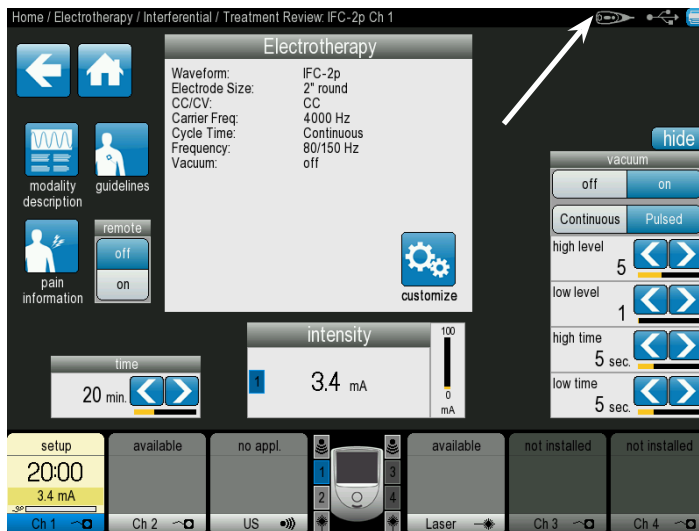 Home / Electrotherapy / Interferential / Treatment Review: IFC-2p Ch 1
Electrotherapy
Waveform: IFC-2p
Electrode Size: 2" round
CC/CV: CC
Carrier Freq: 4000 Hz
Cycle Time: Continuous
Frequency: 80/150 Hz
Vacuum: off
customize
modality
description
guidelines
pain
information
remote
off
on
hide
vacuum
off on
Continuous Pulsed
high level
5
low level
1
high time
5 sec.
low time
5 sec.
time
20 min.
intensity
1 3.4 mA
100
0
mA
setup
20:00
3.4 mA
Ch 1
available
Ch 2
no appl.
US
1 3
2 4
available
Laser
not installed
Ch 3
not installed
Ch 4